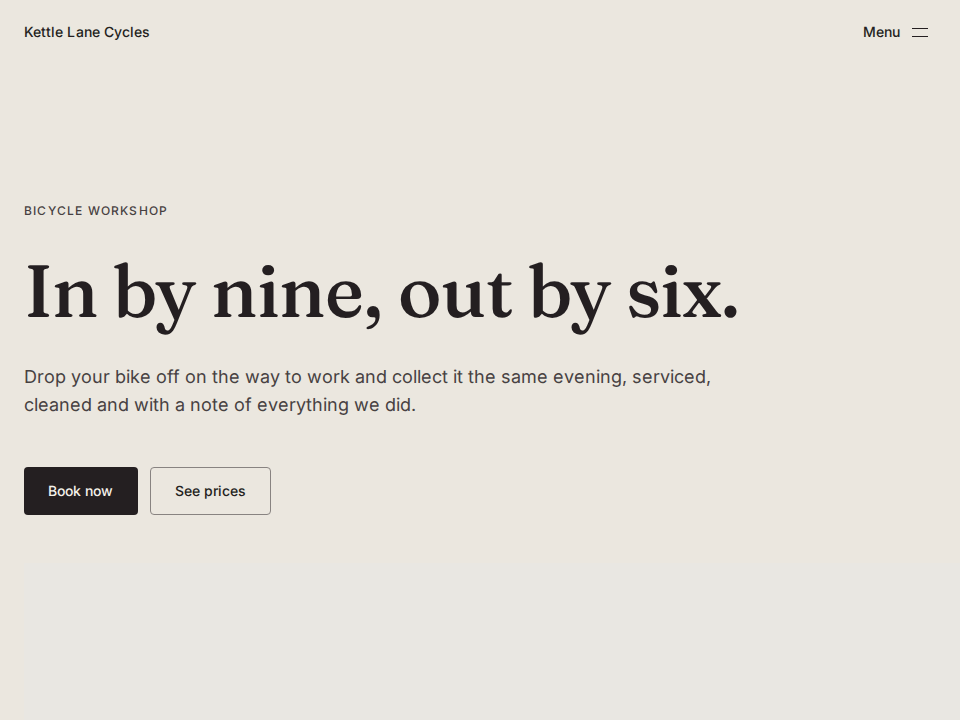 Kettle Lane Cycles
Menu
BICYCLE WORKSHOP
In by nine, out by six.
Drop your bike off on the way to work and collect it the same evening, serviced,
cleaned and with a note of everything we did.
Book now
See prices